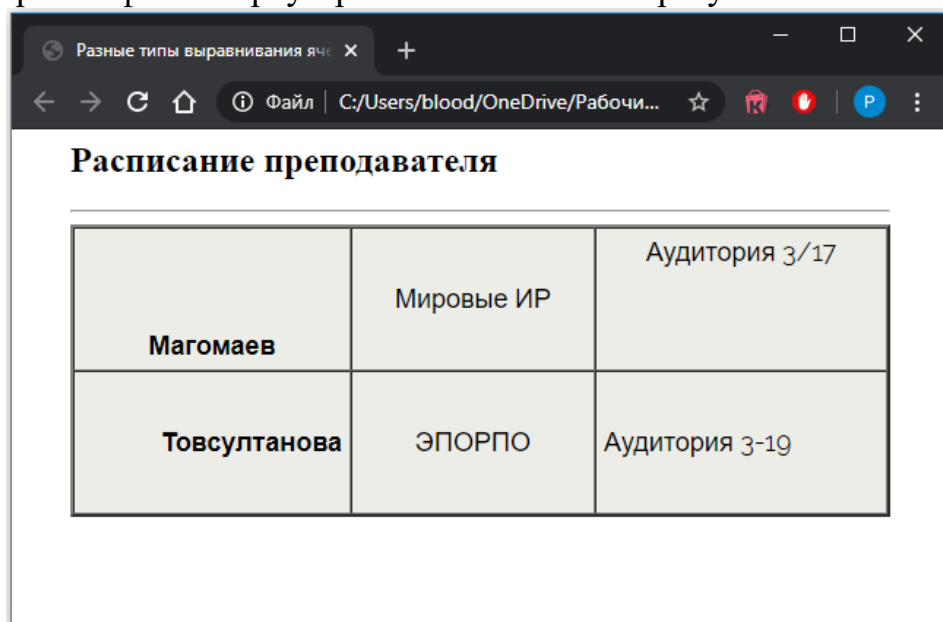 Разные типы выравнивания яче
Файл | C:/Users/blood/OneDrive/Рабочи...
P
Расписание преподавателя
Аудитория 3/17
Мировые ИР
Магомаев
Товсултанова ЭПОРПО Аудитория 3-19